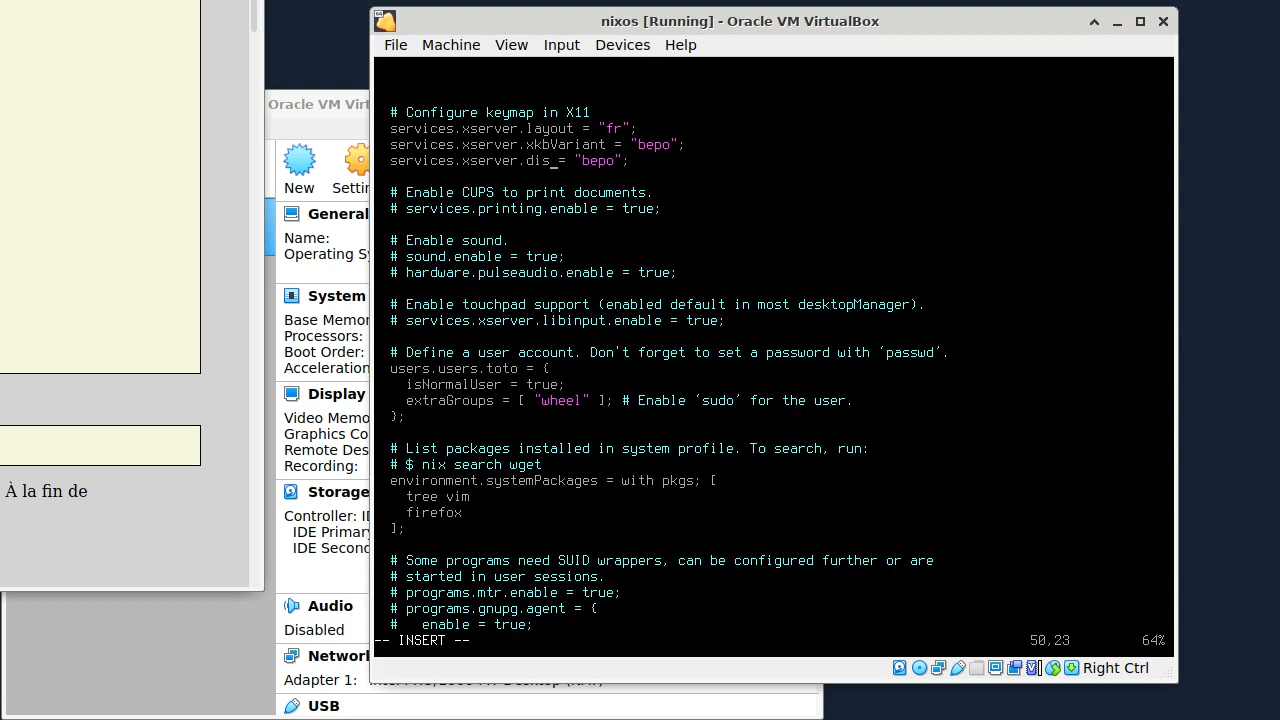 nixos [Running] - Oracle VM VirtualBox
File Machine View Input Devices Help
# Configure keymap in X11
services.xserver.layout = "fr";
services.xserver.xkbVariant = "bepo";
services.xserver.dis_= "bepo";
# Enable CUPS to print documents.
# services.printing.enable = true;
# Enable sound.
# sound.enable = true;
# hardware.pulseaudio.enable = true;
# Enable touchpad support (enabled default in most desktopManager).
# services.xserver.libinput.enable = true;
# Define a user account. Don't forget to set a password with ‘passwd’.
users.users.toto = {
isNormalUser = true;
extraGroups = [ "wheel" ]; # Enable ‘sudo’ for the user.
};
# List packages installed in system profile. To search, run:
# $ nix search wget
environment.systemPackages = with pkgs; [
tree vim
firefox
];
# Some programs need SUID wrappers, can be configured further or are
# started in user sessions.
# programs.mtr.enable = true;
# programs.gnupg.agent = {
#   enable = true;
-- INSERT -- 50,23 64%
Right Ctrl
Oracle VM Virt
New Settin
General
Name:
Operating Sy
System
Base Memor
Processors:
Boot Order:
Acceleration
Display
Video Memo
Graphics Co
Remote Des
Recording:
Storage
Controller: ID
IDE Primar
IDE Second
Audio
Disabled
Network
Adapter 1:
USB
À la fin de